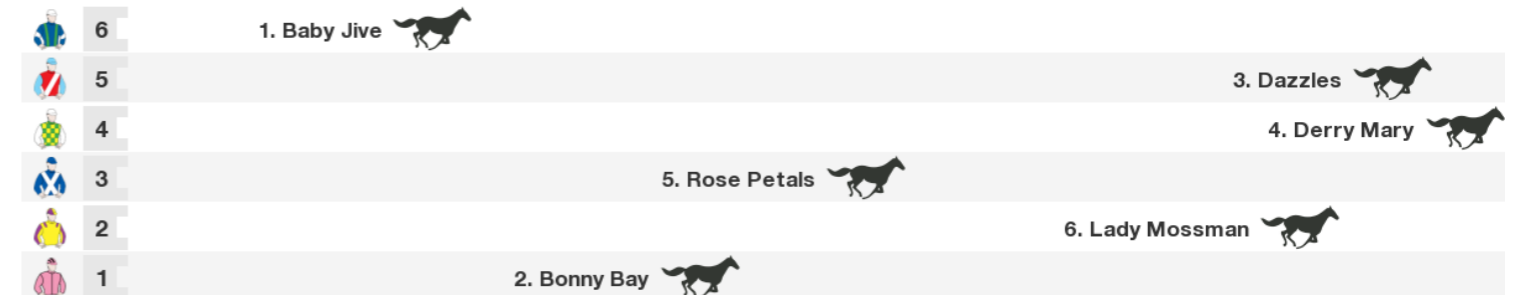 6 1. Baby Jive
5 3. Dazzles
4 4. Derry Mary
3 5. Rose Petals
2 6. Lady Mossman
1 2. Bonny Bay